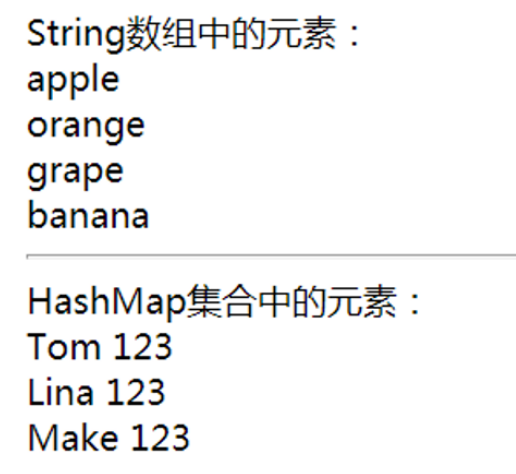 String数组中的元素：
apple
orange
grape
banana
HashMap集合中的元素：
Tom 123
Lina 123
Make 123